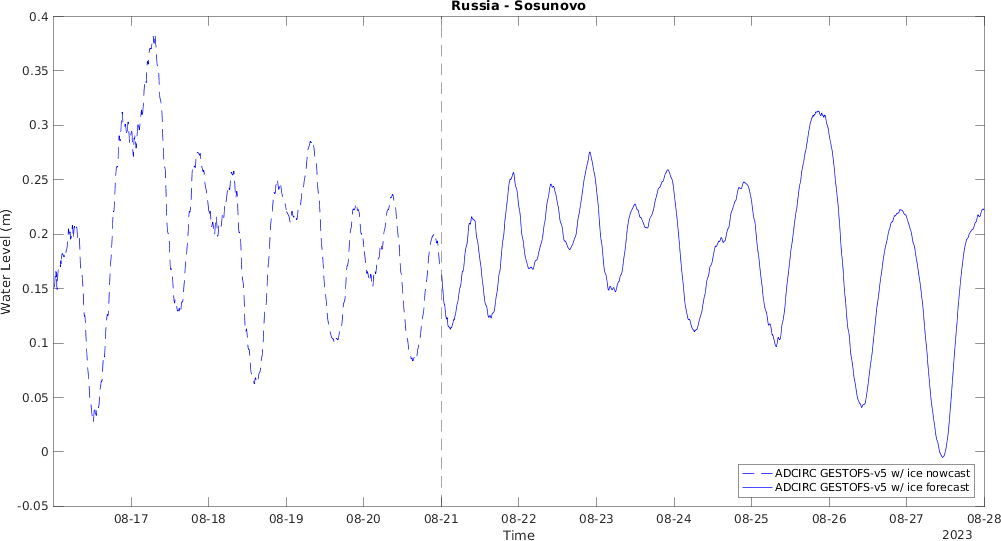 Russia - Sosunovo
0.4
0.35
0.3
0.25
0.2
0.15
0.1
0.05
0
-0.05
Water Level (m)
08-17 08-18 08-19 08-20 08-21 08-22 08-23 08-24 08-25 08-26 08-27 08-28
Time
2023
ADCIRC GESTOFS-v5 w/ ice nowcast
ADCIRC GESTOFS-v5 w/ ice forecast